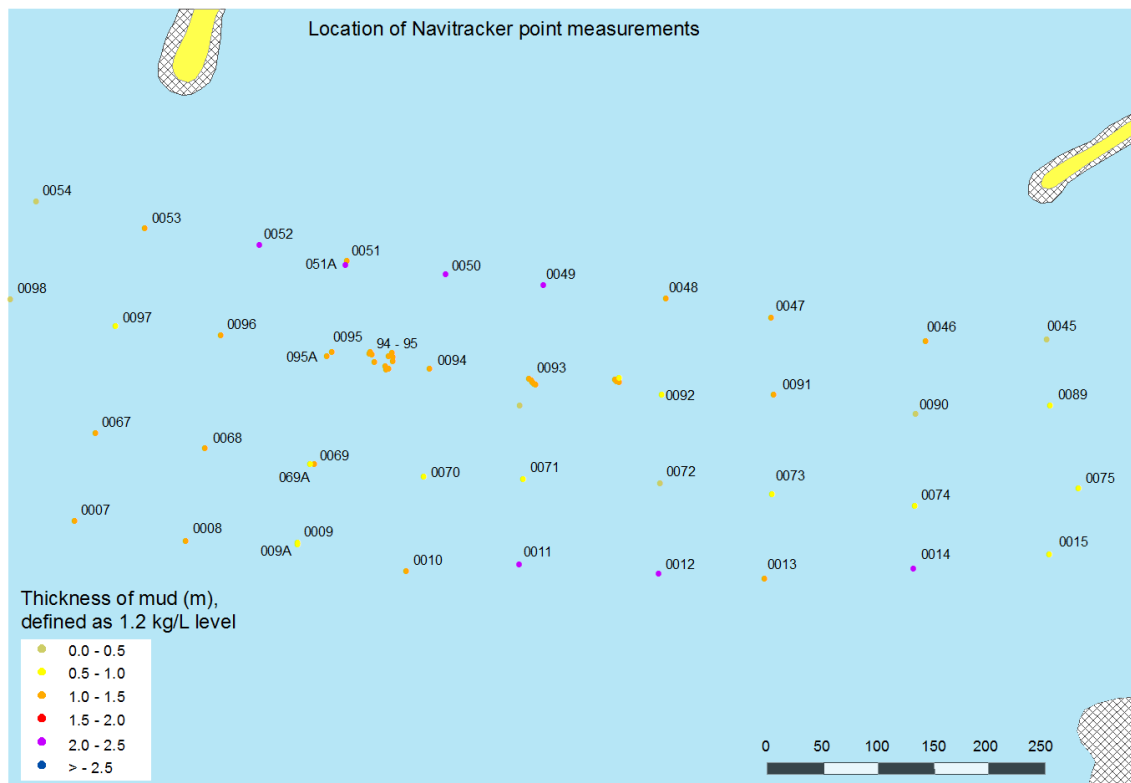 Location of Navitracker point measurements
0054
0053
0052
0051
051A
0050
0049
0048
0047
0046
0045
0098
0097
0096
0095
095A
94 - 95
0094
0093
0092
0091
0090
0089
0067
0068
0069
069A
0070
0071
0072
0073
0074
0075
0007
0008
0009
009A
0010
0011
0012
0013
0014
0015
Thickness of mud (m),
defined as 1.2 kg/L level
0.0 - 0.5
0.5 - 1.0
1.0 - 1.5
1.5 - 2.0
2.0 - 2.5
> - 2.5
0 50 100 150 200 250